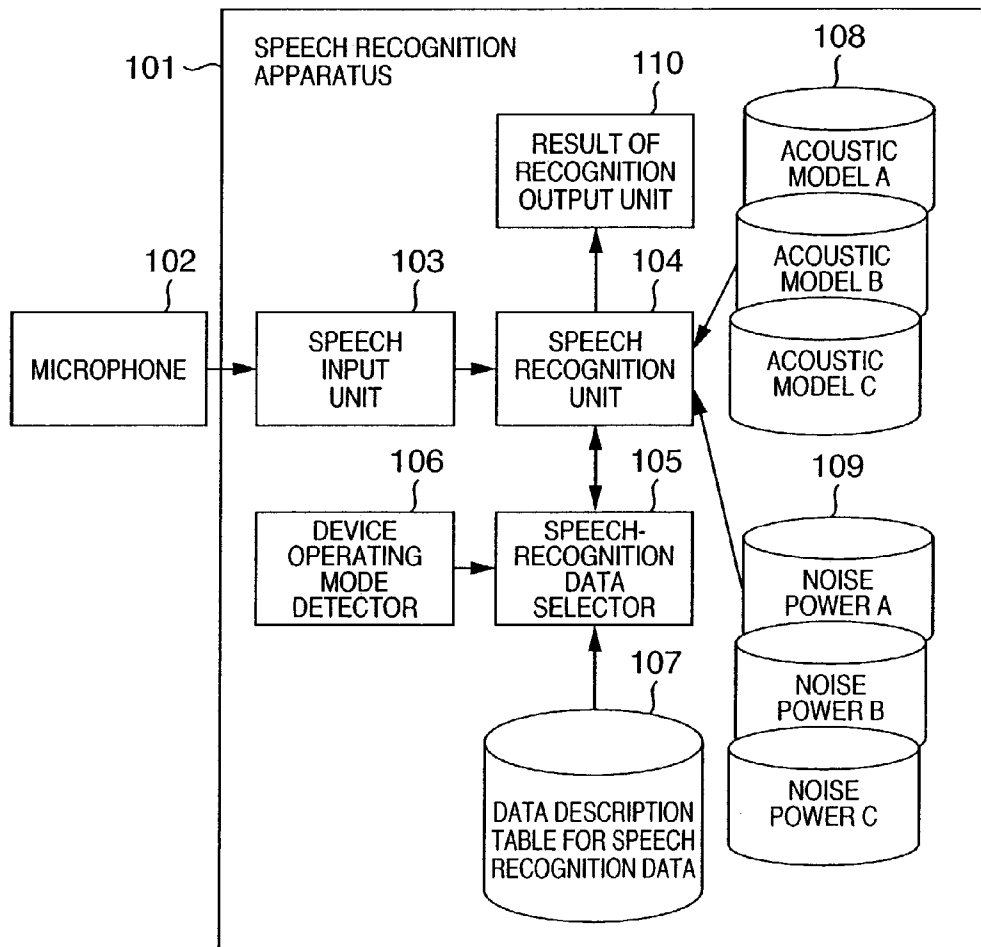 101
SPEECH RECOGNITION
APPARATUS
110
RESULT OF
RECOGNITION
OUTPUT UNIT
108
ACOUSTIC
MODEL A
ACOUSTIC
MODEL B
ACOUSTIC
MODEL C
102
MICROPHONE
103
SPEECH
INPUT
UNIT
104
SPEECH
RECOGNITION
UNIT
106
DEVICE
OPERATING
MODE
DETECTOR
105
SPEECH-
RECOGNITION
DATA
SELECTOR
109
NOISE
POWER A
NOISE
POWER B
NOISE
POWER C
107
DATA DESCRIPTION
TABLE FOR SPEECH
RECOGNITION DATA